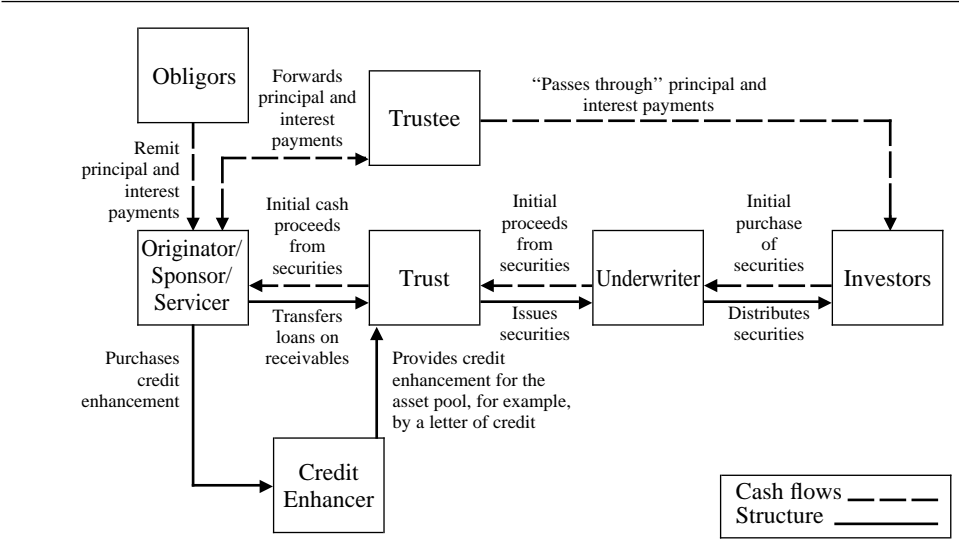 Obligors
Forwards
principal and
interest
payments
Trustee
“Passes through” principal and
interest payments
Remit
principal and
interest
payments
Originator/
Sponsor/
Servicer
Initial cash
proceeds
from
securities
Transfers
loans on
receivables
Trust
Initial
proceeds
from
securities
Issues
securities
Underwriter
Initial
purchase
of
securities
Distributes
securities
Investors
Purchases
credit
enhancement
Provides credit
enhancement for the
asset pool, for example,
by a letter of credit
Credit
Enhancer
Cash flows
Structure